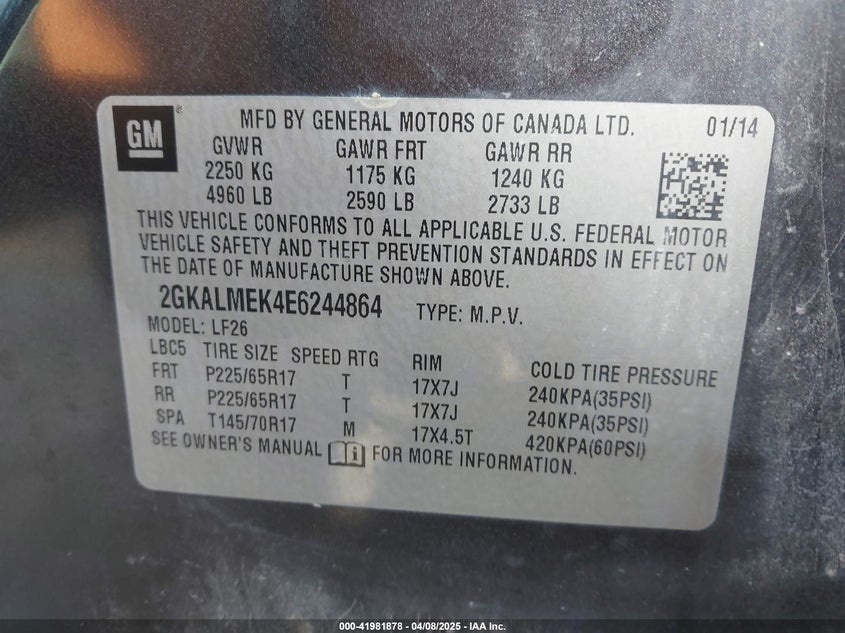 GM ®
MFD BY GENERAL MOTORS OF CANADA LTD. 01/14
GVWR GAWR FRT GAWR RR
2250 KG 1175 KG 1240 KG
4960 LB 2590 LB 2733 LB
THIS VEHICLE CONFORMS TO ALL APPLICABLE U.S. FEDERAL MOTOR
VEHICLE SAFETY AND THEFT PREVENTION STANDARDS IN EFFECT ON
THE DATE OF MANUFACTURE SHOWN ABOVE.
2GKALMEK4E6244864 TYPE: M.P.V.
MODEL: LF26
LBC5 TIRE SIZE SPEED RTG RIM COLD TIRE PRESSURE
FRT P225/65R17 T 17X7J 240KPA(35PSI)
RR P225/65R17 T 17X7J 240KPA(35PSI)
SPA T145/70R17 M 17X4.5T 420KPA(60PSI)
SEE OWNER'S MANUAL FOR MORE INFORMATION.
000-41981878 - 04/08/2025 - IAA Inc.